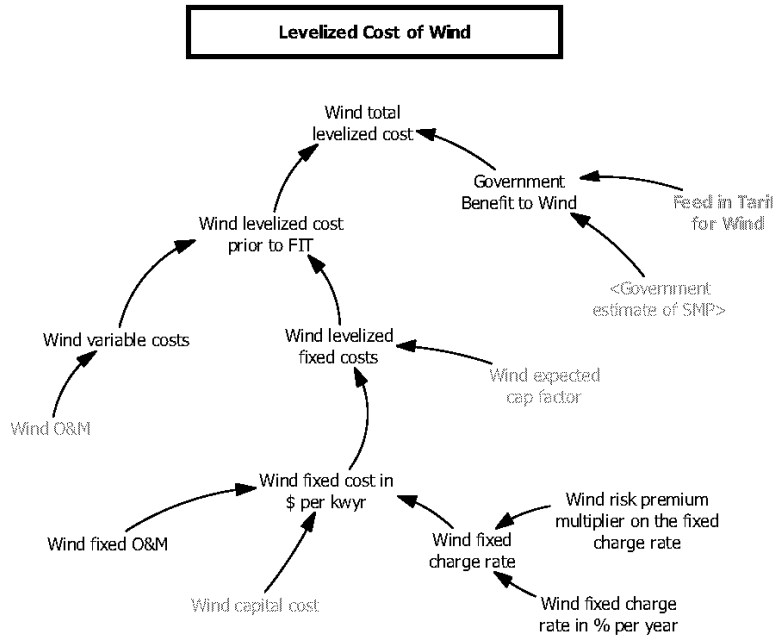 Levelized Cost of Wind
Wind total
levelized cost
Government
Benefit to Wind
Feed in Tarif
for Wind
Wind levelized cost
prior to FIT
<Government
estimate of SMP>
Wind variable costs
Wind levelized
fixed costs
Wind expected
cap factor
Wind O&M
Wind fixed cost in
$ per kwyr
Wind risk premium
multiplier on the fixed
charge rate
Wind fixed O&M
Wind fixed
charge rate
Wind capital cost
Wind fixed charge
rate in % per year